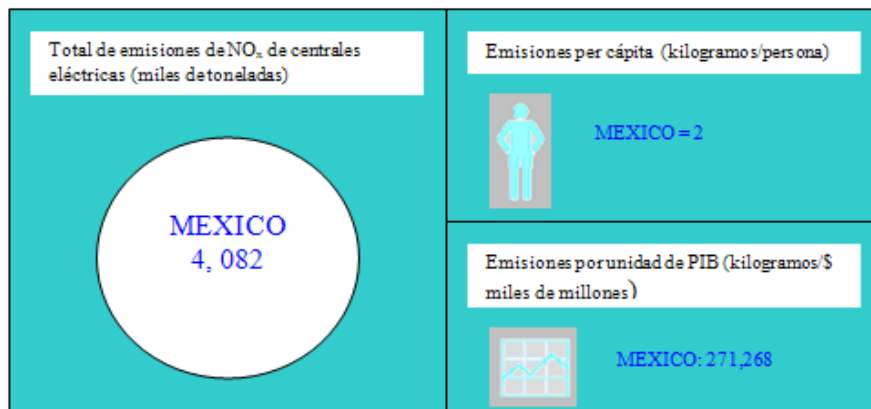 Total de emisiones de NOx de centrales
eléctricas (miles de toneladas)
MEXICO
4, 082
Emisiones per cápita (kilogramos/persona)
MEXICO = 2
Emisiones por unidad de PIB (kilogramos/$
miles de millones)
MEXICO: 271,268